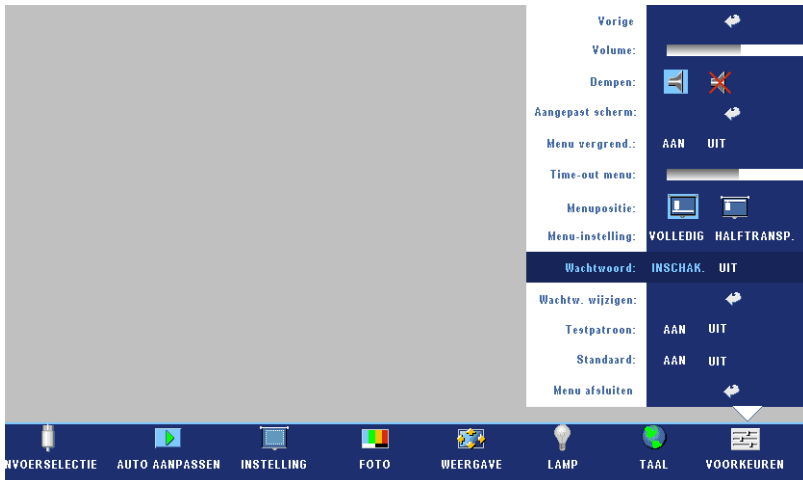 Vorige
Volume:
Dempen:
Aangepast scherm:
Menu vergrend.: AAN UIT
Time-out menu:
Menupositie:
Menu-instelling: VOLLEDIG HALFTRANSP.
Wachtwoord: INSCHAK. UIT
Wachtw. wijzigen:
Testpatroon: AAN UIT
Standaard: AAN UIT
Menu afsluiten
NVOERSELECTIE AUTO AANPASSEN INSTELLING FOTO WEERGAVE LAMP TAAL VOORKEUREN